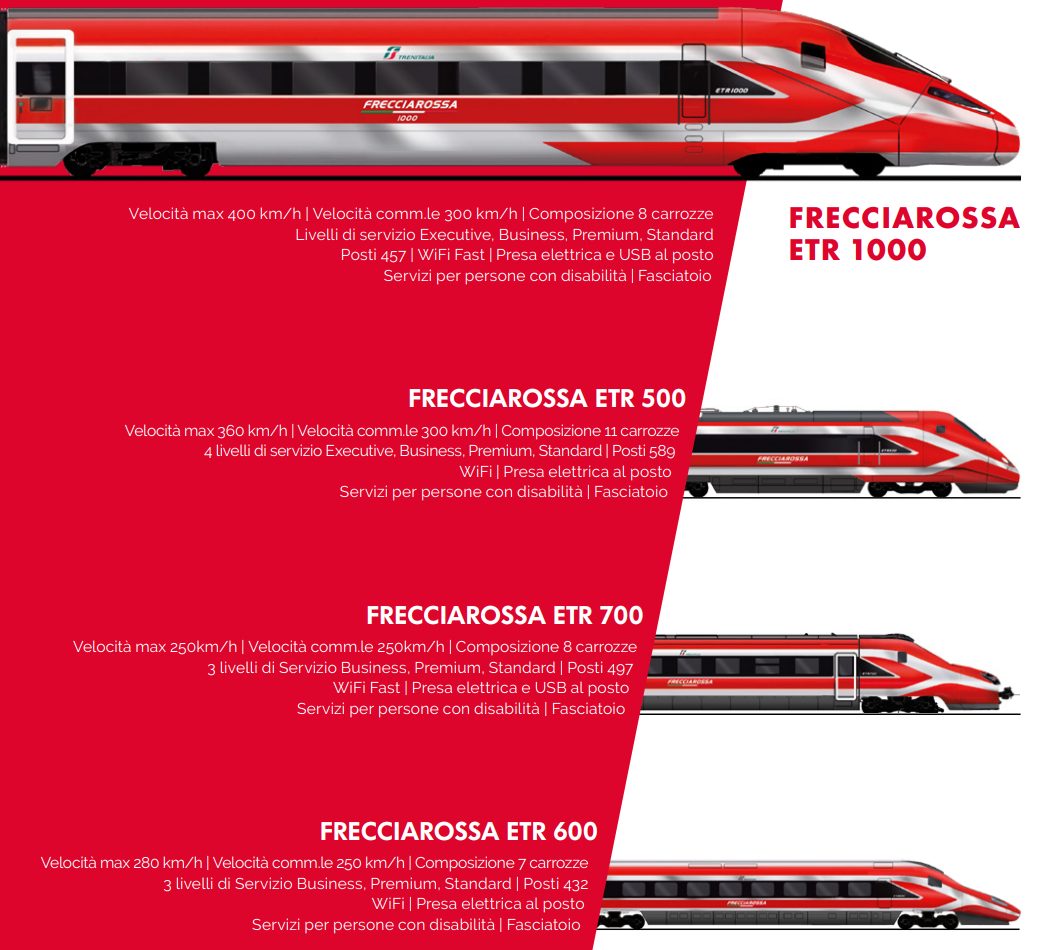 TRENITALIA
ETR1000
FRECCIAROSSA
1000
Velocità max 400 km/h | Velocità comm.le 300 km/h | Composizione 8 carrozze
Livelli di servizio Executive, Business, Premium, Standard
Posti 457 | WiFi Fast | Presa elettrica e USB al posto
Servizi per persone con disabilità | Fasciatoio
FRECCIAROSSA
ETR 1000
FRECCIAROSSA ETR 500
Velocità max 360 km/h | Velocità comm.le 300 km/h | Composizione 11 carrozze
4 livelli di servizio Executive, Business, Premium, Standard | Posti 589
WiFi | Presa elettrica al posto
Servizi per persone con disabilità | Fasciatoio
FRECCIAROSSA
FRECCIAROSSA ETR 700
Velocità max 250km/h | Velocità comm.le 250km/h | Composizione 8 carrozze
3 livelli di Servizio Business, Premium, Standard | Posti 497
WiFi Fast | Presa elettrica e USB al posto
Servizi per persone con disabilità | Fasciatoio
FRECCIAROSSA
FRECCIAROSSA ETR 600
Velocità max 280 km/h | Velocità comm.le 250 km/h | Composizione 7 carrozze
3 livelli di Servizio Business, Premium, Standard | Posti 432
WiFi | Presa elettrica al posto
Servizi per persone con disabilità | Fasciatoio
FRECCIAROSSA